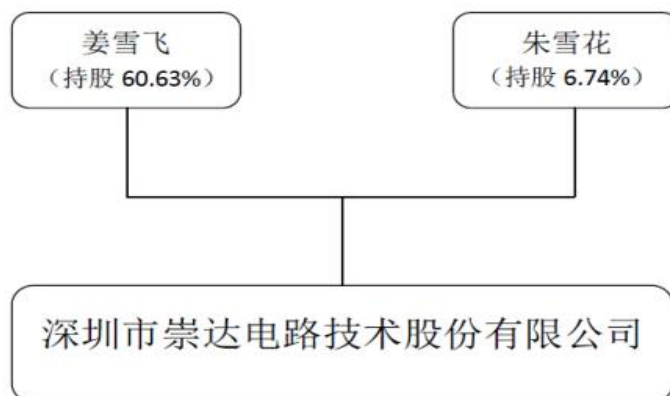 姜雪飞
（持股 60.63%）
朱雪花
（持股 6.74%）
深圳市崇达电路技术股份有限公司